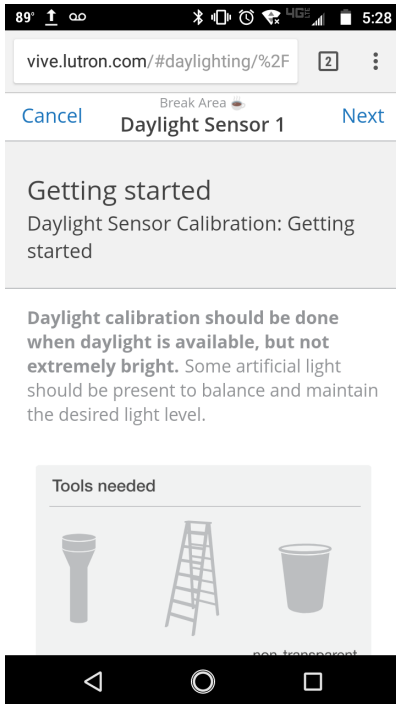 89° 4G LTE 5:28
vive.lutron.com/#daylighting/%2F 2
Break Area
Cancel Daylight Sensor 1 Next
Getting started
Daylight Sensor Calibration: Getting
started
Daylight calibration should be done
when daylight is available, but not
extremely bright. Some artificial light
should be present to balance and maintain
the desired light level.
Tools needed
non-transparent